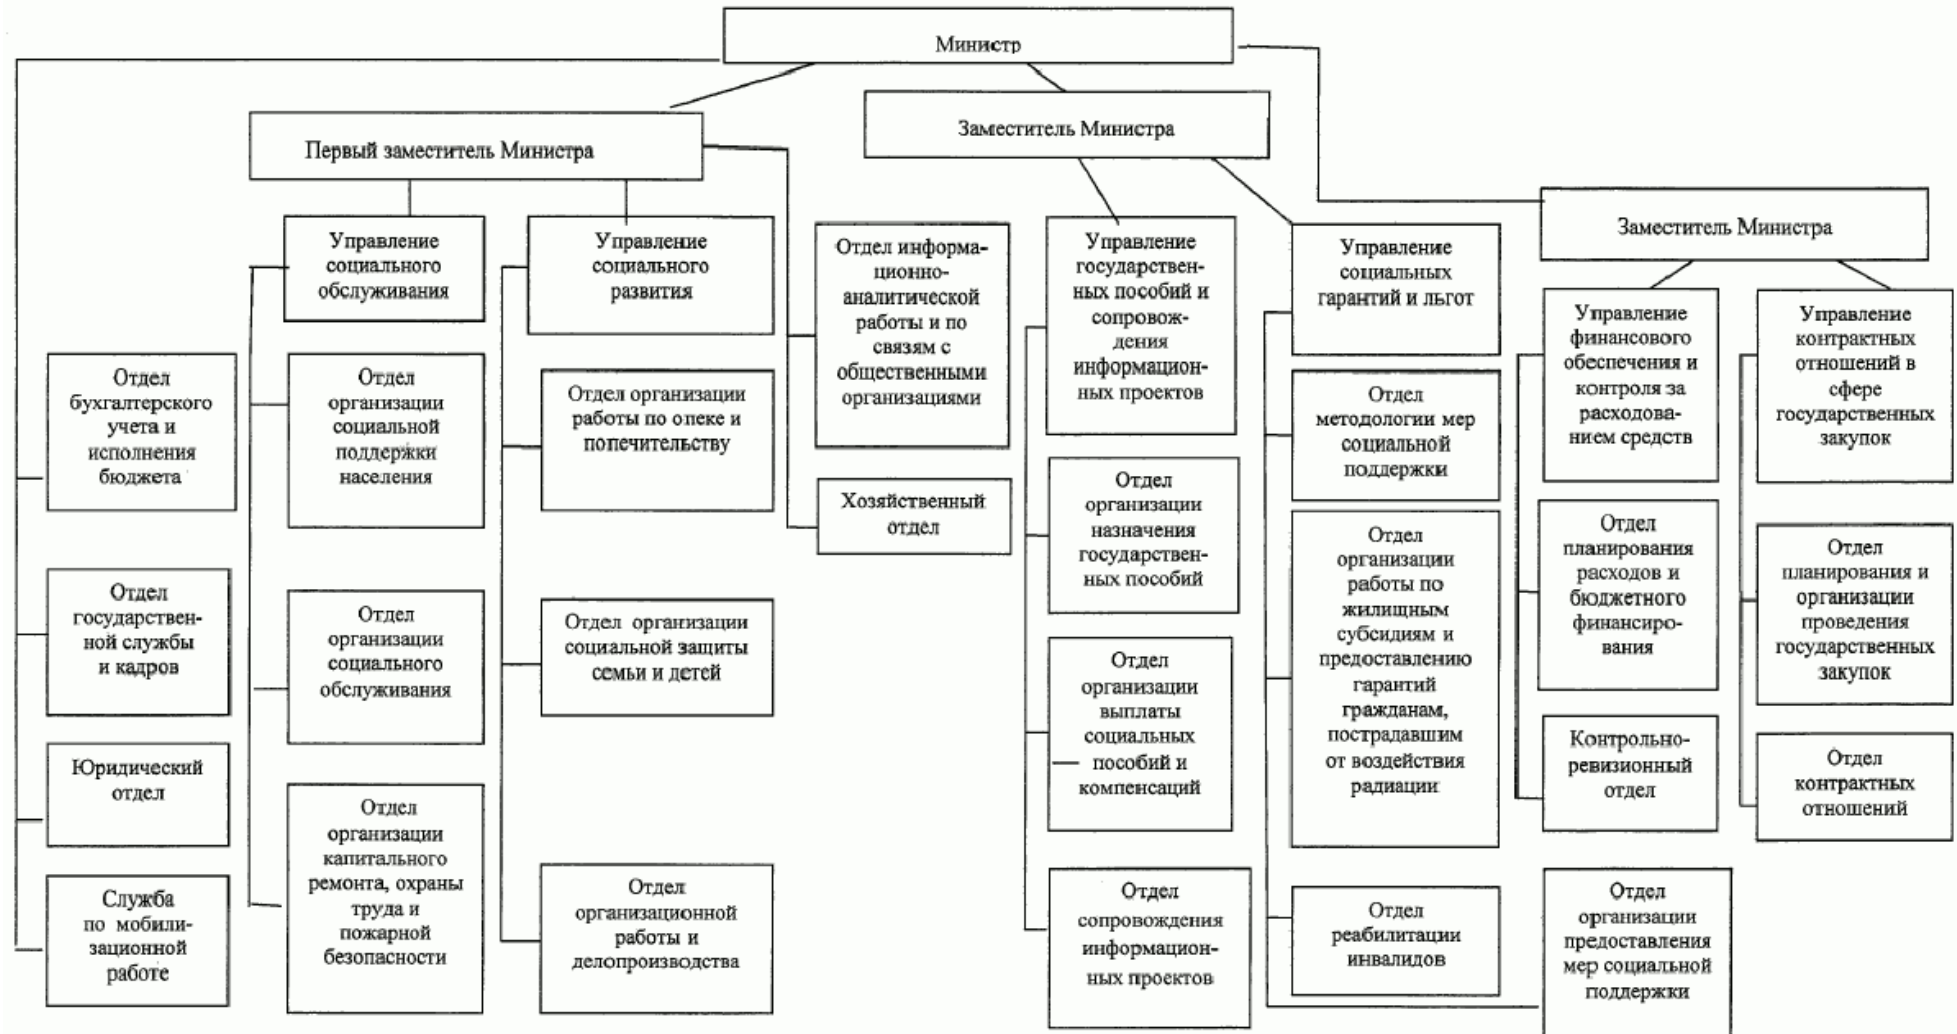 Министр
Первый заместитель Министра
Заместитель Министра
Заместитель Министра
Отдел
бухгалтерского
учета и
исполнения
бюджета
Отдел
государствен-
ной службы
и кадров
Юридический
отдел
Служба
по мобили-
зационной
работе
Управление
социального
обслуживания
Отдел
организации
социальной
поддержки
населения
Отдел
организации
социального
обслуживания
Отдел
организации
капитального
ремонта, охраны
труда и
пожарной
безопасности
Управление
социального
развития
Отдел организации
работы по опеке и
попечительству
Отдел организации
социальной защиты
семьи и детей
Отдел
организационной
работы и
делопроизводства
Отдел информа-
ционно-
аналитической
работы и по
связям с
общественными
организациями
Хозяйственный
отдел
Управление
государствен-
ных пособий и
сопровож-
дения
информацион-
ных проектов
Отдел
организации
назначения
государствен-
ных пособий
Отдел
организации
выплаты
социальных
пособий и
компенсаций
Отдел
сопровождения
информацион-
ных проектов
Управление
социальных
гарантий и льгот
Отдел
методологии мер
социальной
поддержки
Отдел
организации
работы по
жилищным
субсидиям и
предоставлению
гарантий
гражданам,
пострадавшим
от воздействия
радиации
Отдел
реабилитации
инвалидов
Отдел
организации
предоставления
мер социальной
поддержки
Управление
финансового
обеспечения и
контроля за
расходова-
нием средств
Отдел
планирования
расходов и
бюджетного
финансиро-
вания
Контрольно-
ревизионный
отдел
Управление
контрактных
отношений в
сфере
государственных
закупок
Отдел
планирования и
организации
проведения
государственных
закупок
Отдел
контрактных
отношений